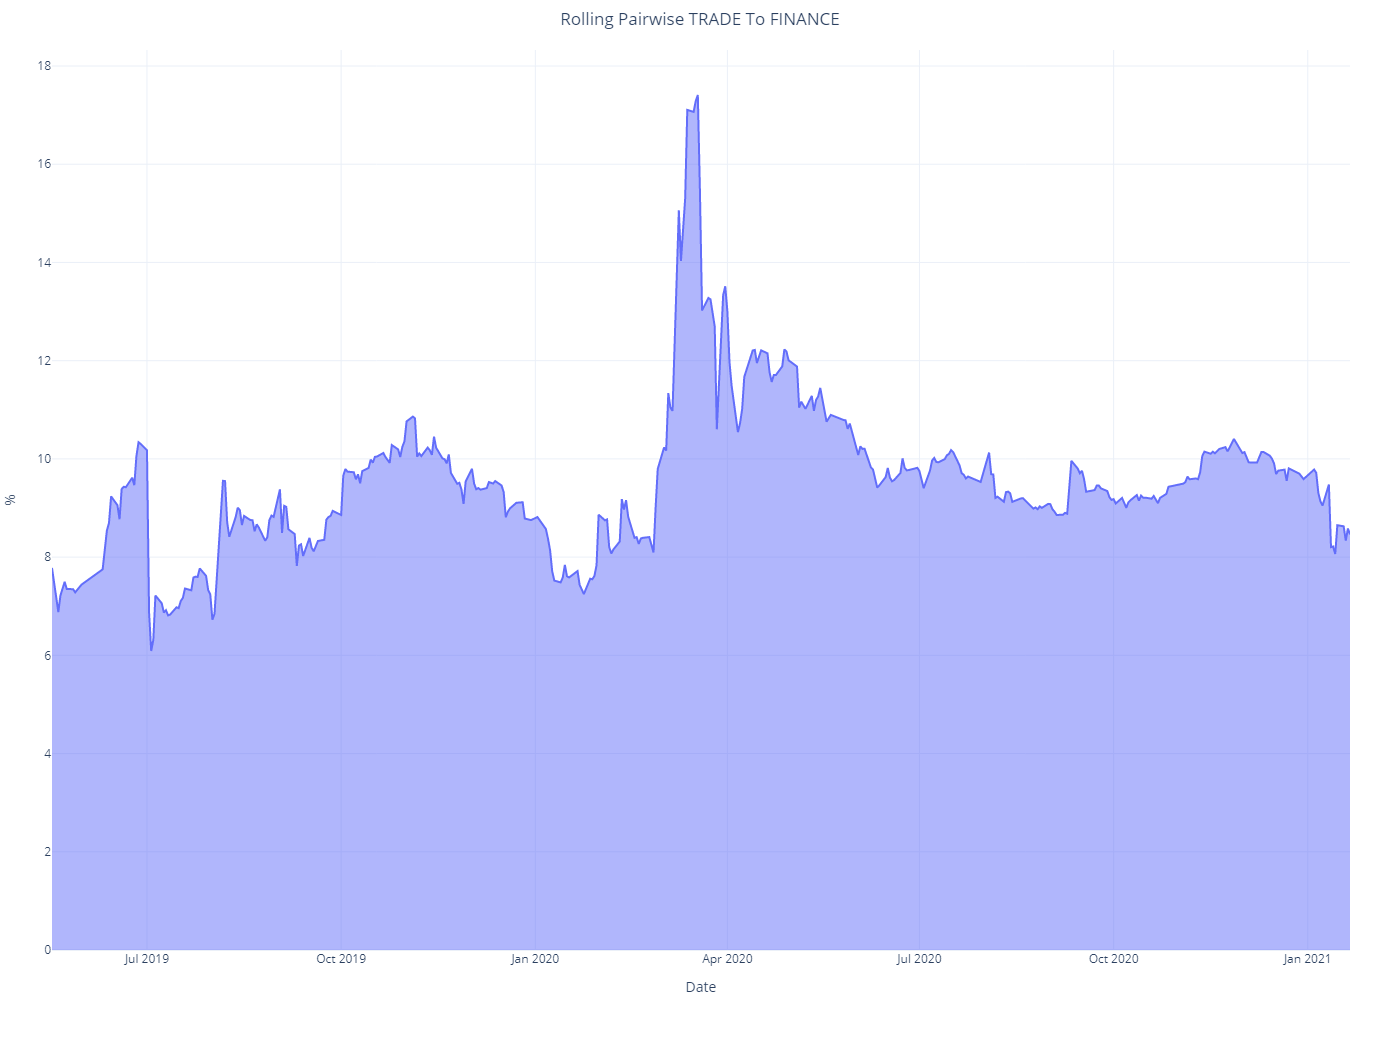 Rolling Pairwise TRADE To FINANCE
18
16
14
12
10
8
6
4
2
0
%
Jul 2019
Oct 2019
Jan 2020
Apr 2020
Jul 2020
Oct 2020
Jan 2021
Date